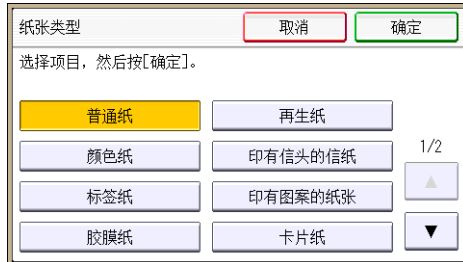 纸张类型 取消 确定
选择项目，然后按[确定]。
普通纸 再生纸
颜色纸 印有信头的信纸 1/2
标签纸 印有图案的纸张
胶膜纸 卡片纸